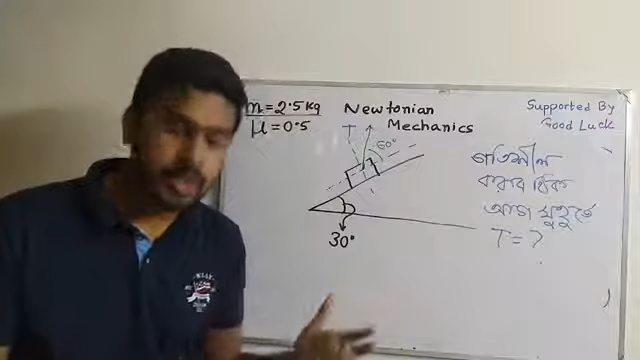 m = 2.5 kg
μ = 0.5
Newtonian
Mechanics
Supported By
Good Luck
T
60°
30°
গতিশীল
করার ঠিক
আগ মুহূর্তে
T = ?